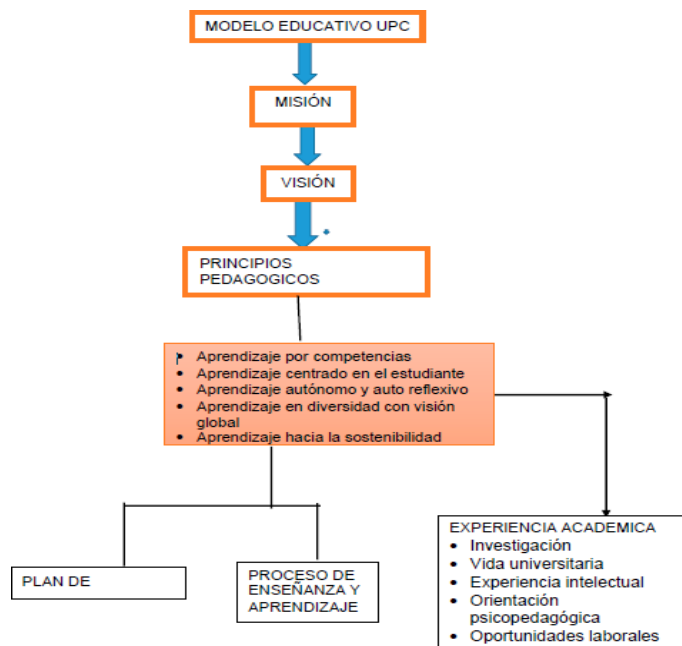 MODELO EDUCATIVO UPC
MISIÓN
VISIÓN
PRINCIPIOS
PEDAGOGICOS
• Aprendizaje por competencias
• Aprendizaje centrado en el estudiante
• Aprendizaje autónomo y auto reflexivo
• Aprendizaje en diversidad con visión
global
• Aprendizaje hacia la sostenibilidad
PLAN DE
PROCESO DE
ENSEÑANZA Y
APRENDIZAJE
EXPERIENCIA ACADEMICA
• Investigación
• Vida universitaria
• Experiencia intelectual
• Orientación
psicopedagógica
• Oportunidades laborales